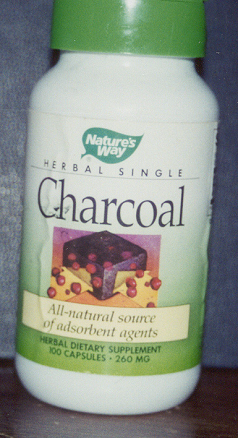 Nature's
Way
HERBAL SINGLE
Charcoal
All-natural source
of adsorbent agents
HERBAL DIETARY SUPPLEMENT
100 CAPSULES • 260 MG